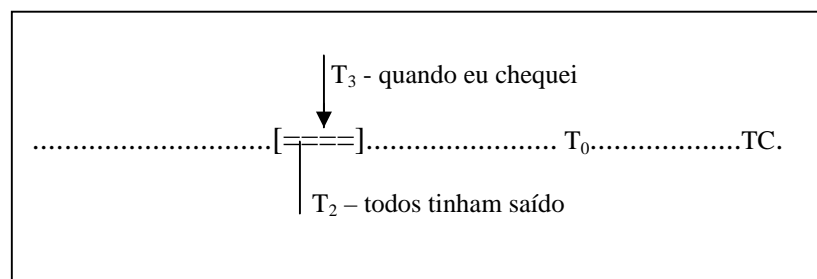 T₃ - quando eu chequei
..............................[====]........................ T₀...................TC.
T₂ – todos tinham saído